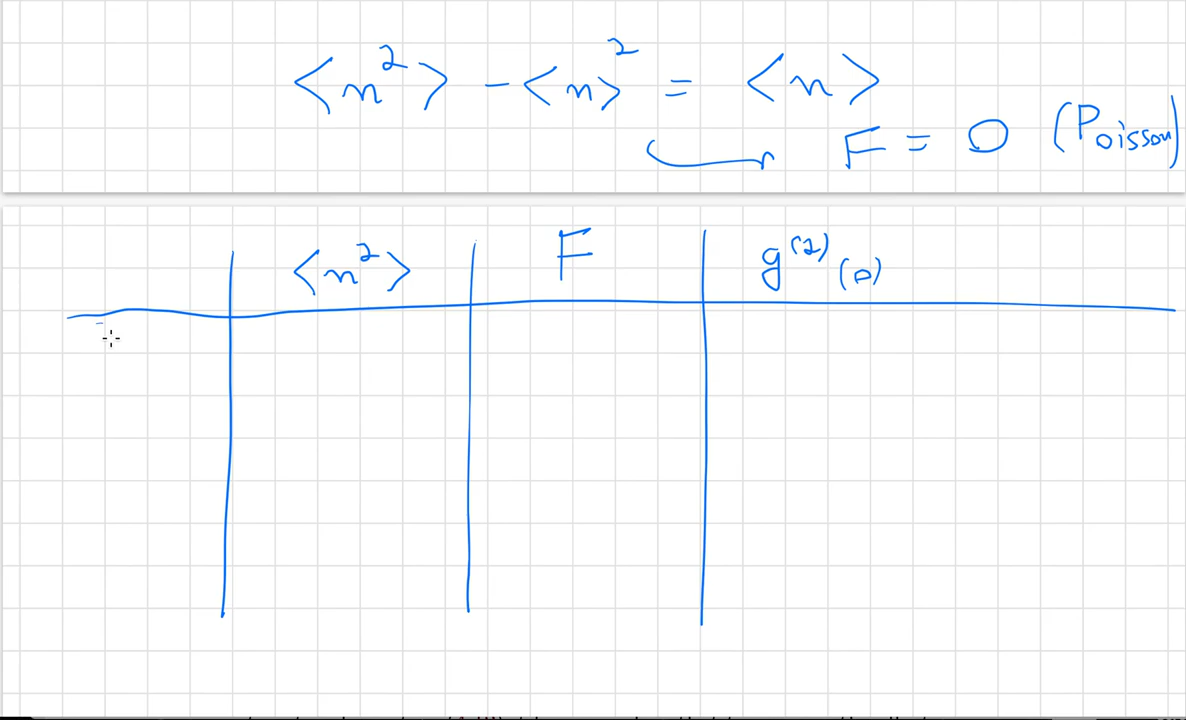 <n²> - <n>² = <n>
F = 0 (Poisson)
<n²> F g⁽²⁾(0)